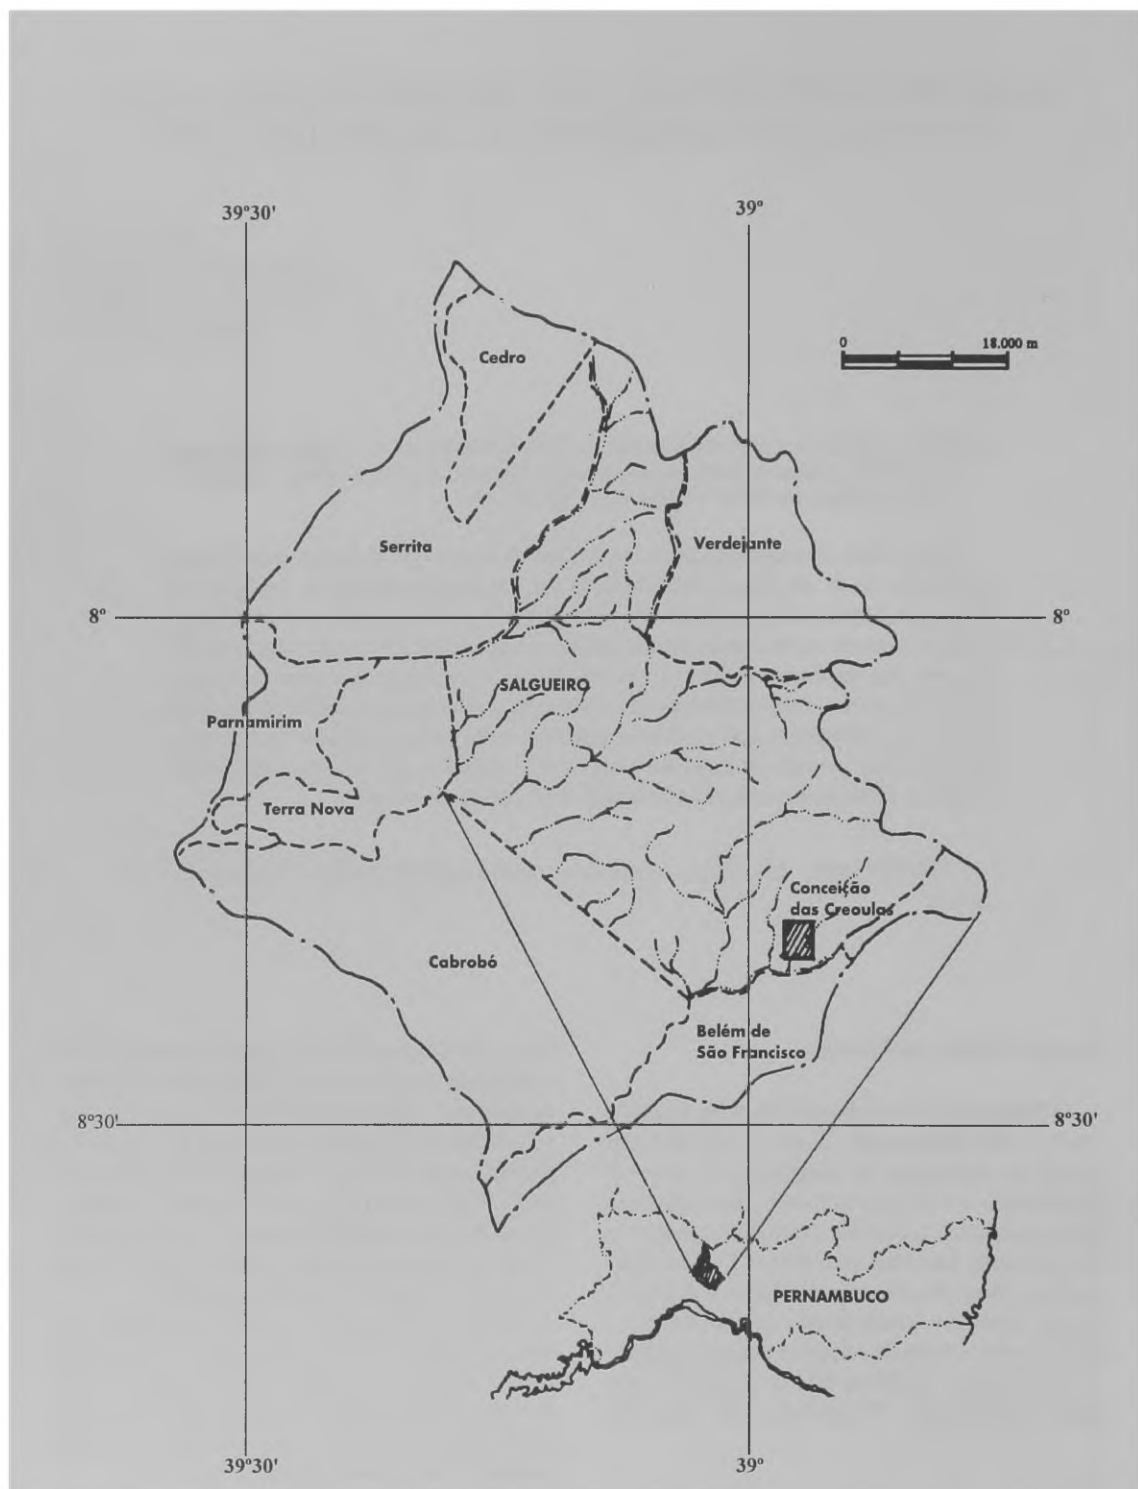 39°30'
39°
0
18.000 m
Cedro
Serrita
Verdejante
8°
8°
SALGUEIRO
Parnamirim
Terra Nova
Conceição
das Creoulas
Cabrobó
Belém de
São Francisco
8°30'
8°30'
PERNAMBUCO
39°30'
39°